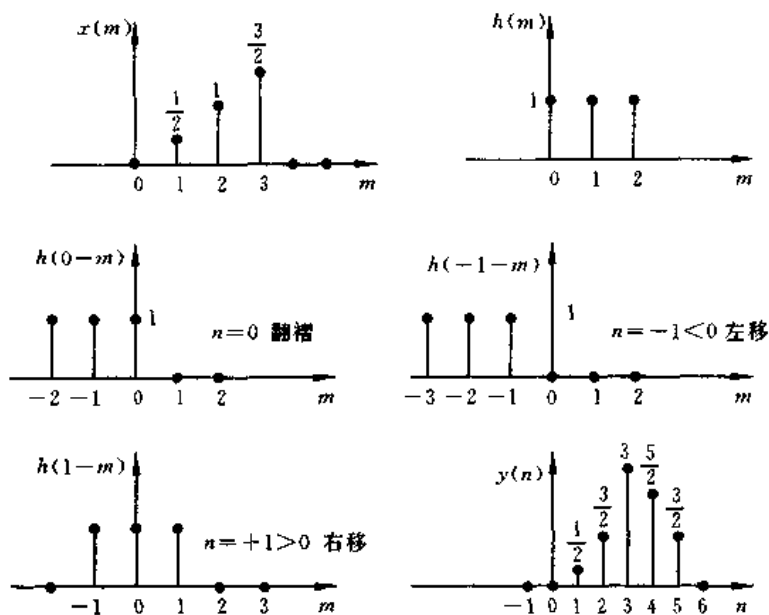 x(m)
1/2
1
3/2
0 1 2 3 m
h(m)
1
0 1 2 m
h(0-m)
1
n=0 翻褶
-2 -1 0 1 2 m
h(-1-m)
1
n=-1<0 左移
-3 -2 -1 0 1 2 m
h(1-m)
n=+1>0 右移
-1 0 1 2 3 m
y(n)
1/2
3/2
3
5/2
3/2
-1 0 1 2 3 4 5 6 n